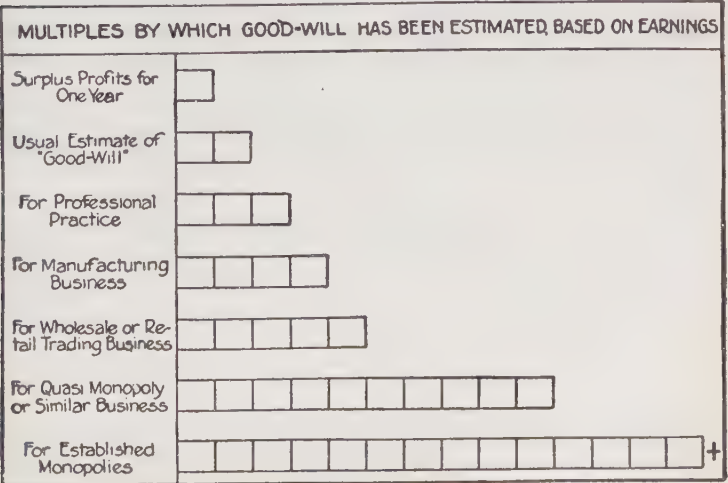 MULTIPLES BY WHICH GOOD-WILL HAS BEEN ESTIMATED, BASED ON EARNINGS
Surplus Profits for
One Year
Usual Estimate of
"Good-Will"
For Professional
Practice
For Manufacturing
Business
For Wholesale or Re-
tail Trading Business
For Quasi Monopoly
or Similar Business
For Established
Monopolies
+